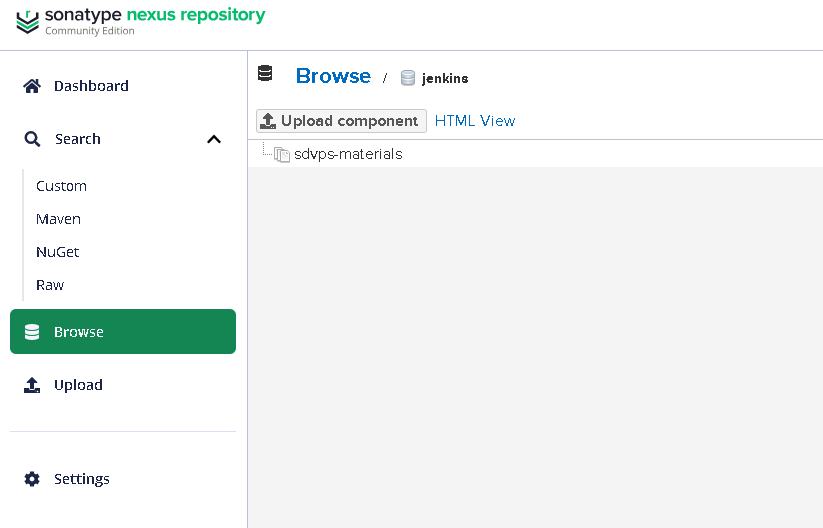 sonatype nexus repository
Community Edition
Dashboard
Search
Custom
Maven
NuGet
Raw
Browse
Upload
Settings
Browse / jenkins
Upload component HTML View
sdvps-materials